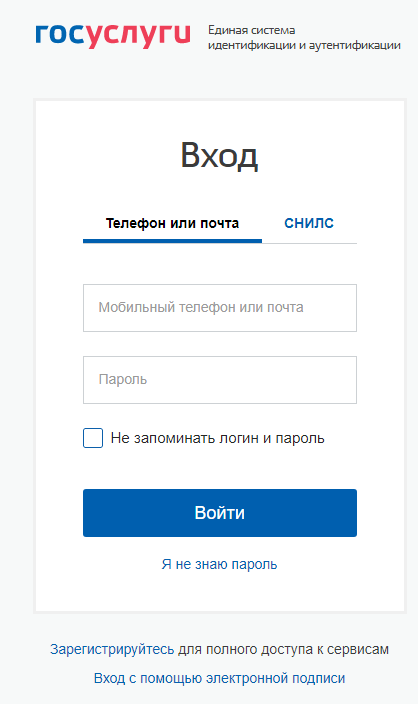 госуслуги
Единая система
идентификации и аутентификации
Вход
Телефон или почта СНИЛС
Мобильный телефон или почта
Пароль
Не запоминать логин и пароль
Войти
Я не знаю пароль
Зарегистрируйтесь для полного доступа к сервисам
Вход с помощью электронной подписи